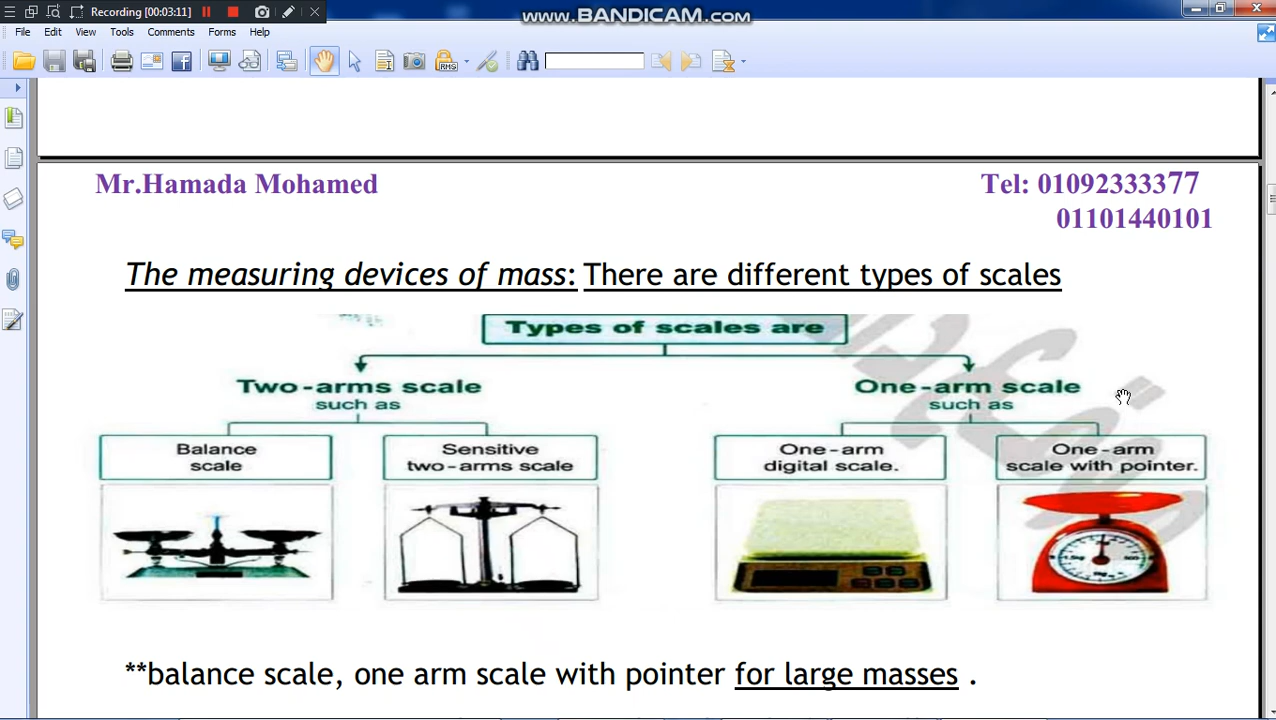 Recording [00:03:11]
www.BANDICAM.com
File Edit View Tools Comments Forms Help
RMS
Mr.Hamada Mohamed
Tel: 01092333377
01101440101
The measuring devices of mass: There are different types of scales
Types of scales are
Two-arms scale
such as
One-arm scale
such as
Balance
scale
Sensitive
two-arms scale
One-arm
digital scale.
One-arm
scale with pointer.
**balance scale, one arm scale with pointer for large masses .